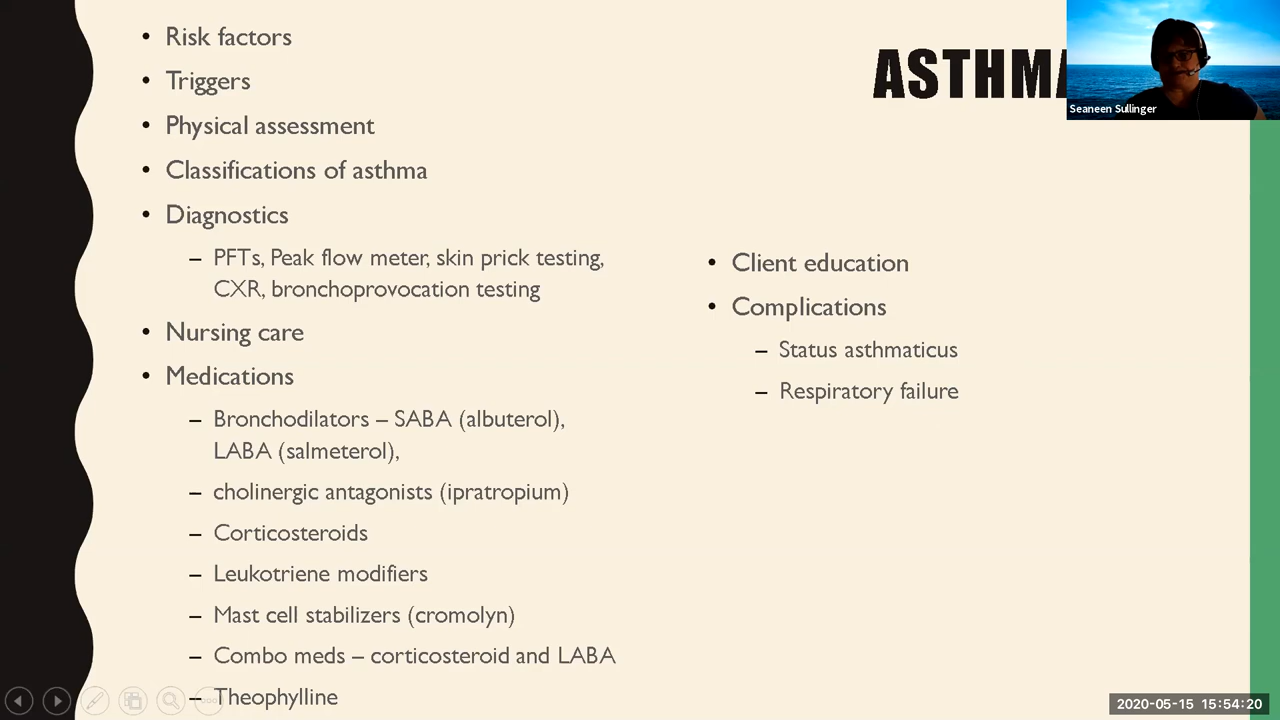 ASTHMA
Seaneen Sullinger
• Risk factors
• Triggers
• Physical assessment
• Classifications of asthma
• Diagnostics
– PFTs, Peak flow meter, skin prick testing,
CXR, bronchoprovocation testing
• Nursing care
• Medications
– Bronchodilators – SABA (albuterol),
LABA (salmeterol),
– cholinergic antagonists (ipratropium)
– Corticosteroids
– Leukotriene modifiers
– Mast cell stabilizers (cromolyn)
– Combo meds – corticosteroid and LABA
– Theophylline
• Client education
• Complications
– Status asthmaticus
– Respiratory failure
2020-05-15 15:54:20